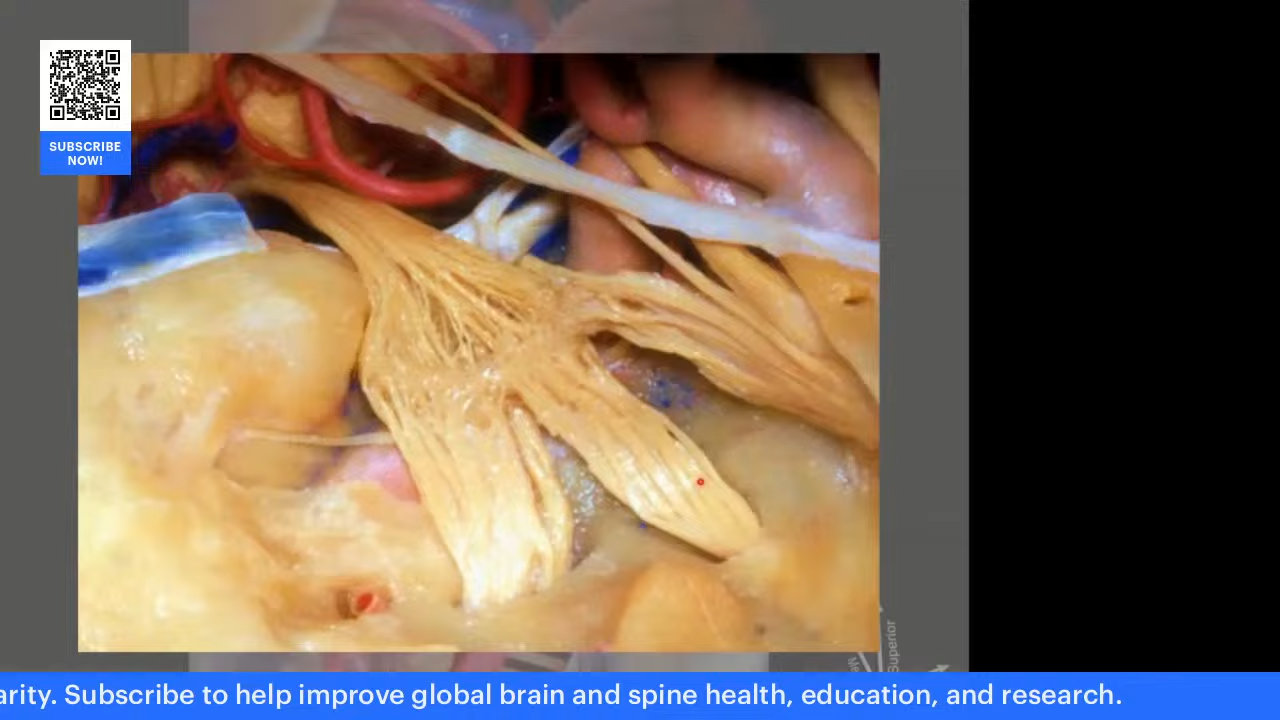 SUBSCRIBE
NOW!
Superior
arity. Subscribe to help improve global brain and spine health, education, and research.